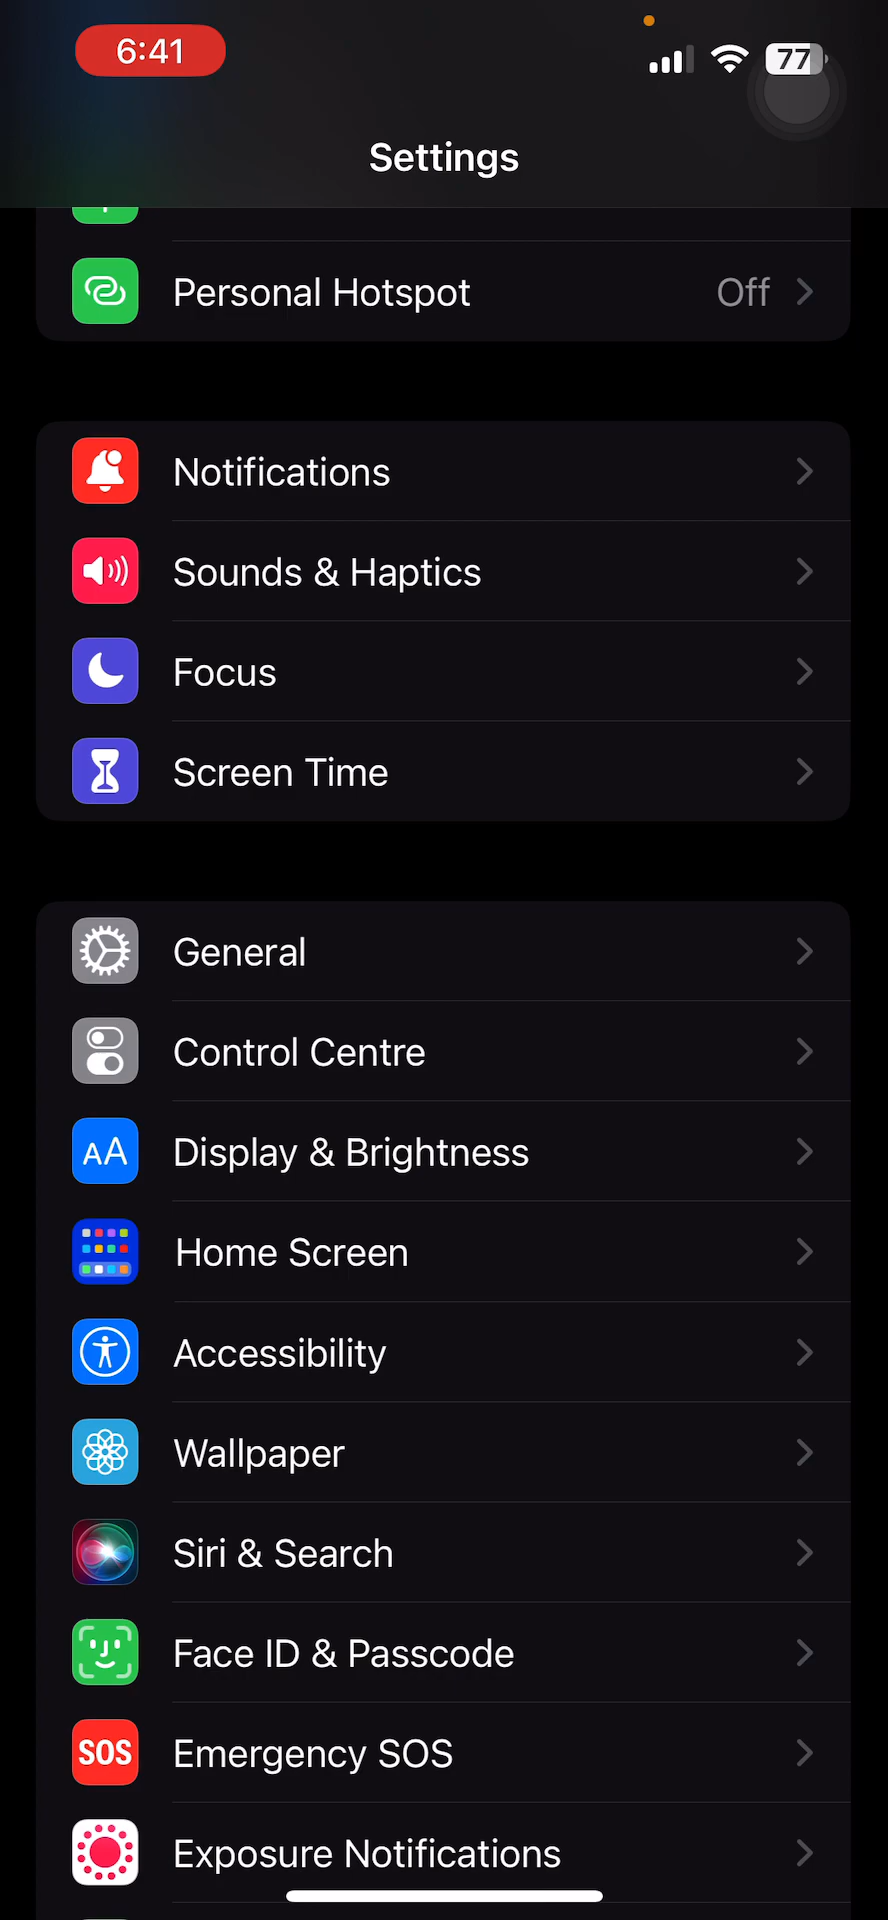 6:41
77
Settings
Personal Hotspot Off
Notifications
Sounds & Haptics
Focus
Screen Time
General
Control Centre
AA Display & Brightness
Home Screen
Accessibility
Wallpaper
Siri & Search
Face ID & Passcode
SOS Emergency SOS
Exposure Notifications